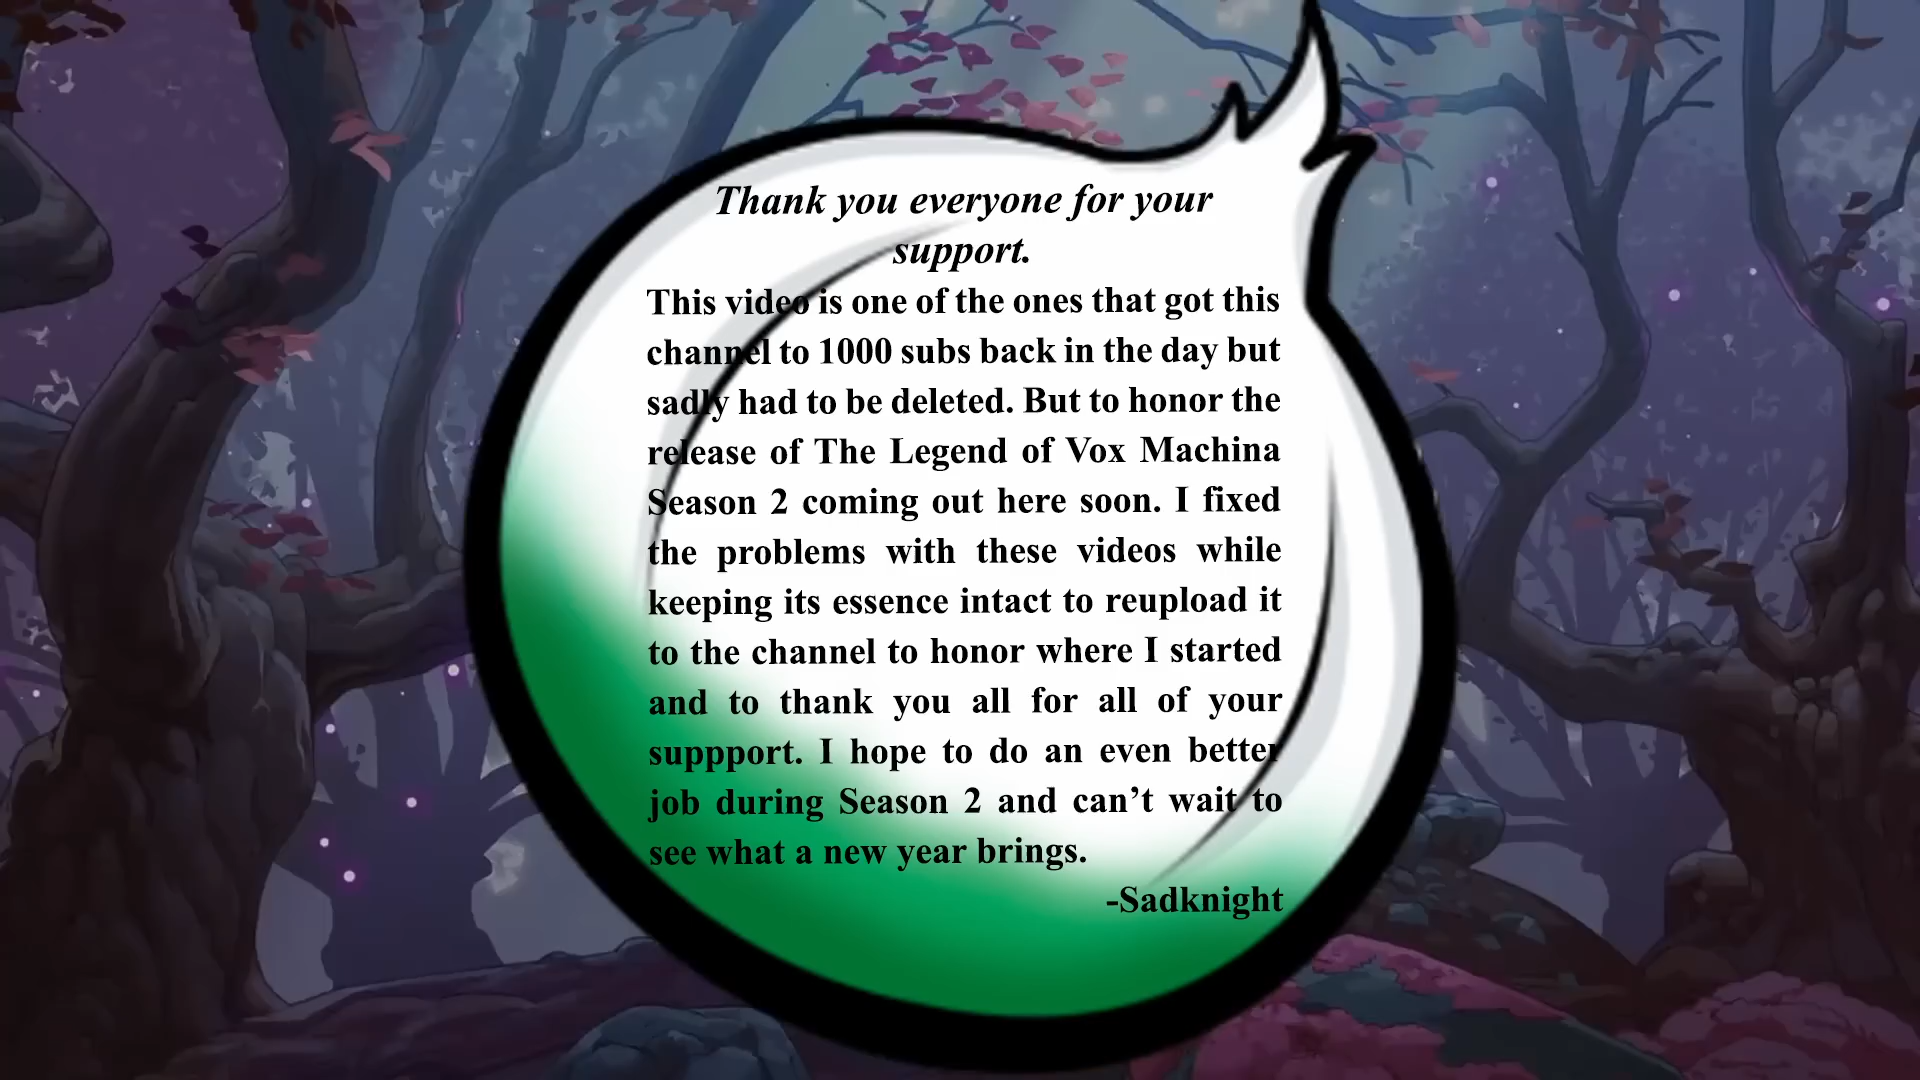 Thank you everyone for your
support.
This video is one of the ones that got this
channel to 1000 subs back in the day but
sadly had to be deleted. But to honor the
release of The Legend of Vox Machina
Season 2 coming out here soon. I fixed
the problems with these videos while
keeping its essence intact to reupload it
to the channel to honor where I started
and to thank you all for all of your
suppport. I hope to do an even better
job during Season 2 and can’t wait to
see what a new year brings.
-Sadknight